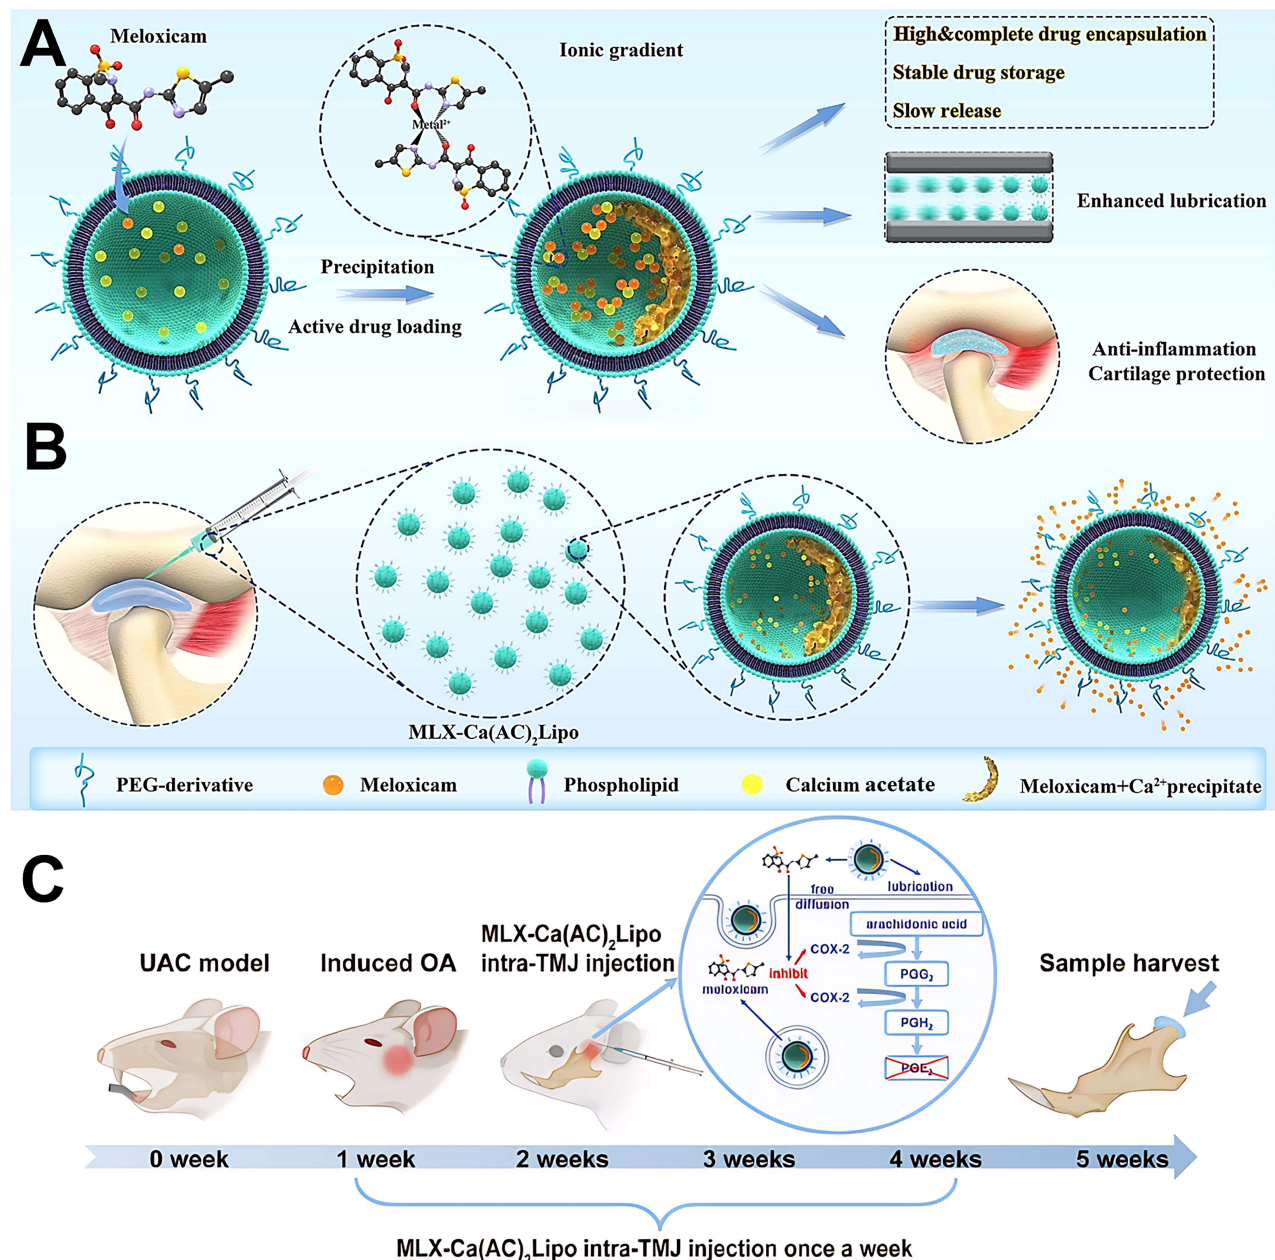 A
Meloxicam
Metal²⁺
Ionic gradient
Precipitation
Active drug loading
High&complete drug encapsulation
Stable drug storage
Slow release
Enhanced lubrication
Anti-inflammation
Cartilage protection
B
MLX-Ca(AC)₂Lipo
PEG-derivative
Meloxicam
Phospholipid
Calcium acetate
Meloxicam+Ca²⁺precipitate
C
UAC model
Induced OA
MLX-Ca(AC)₂Lipo
intra-TMJ injection
free
diffusion
lubrication
arachidonic acid
COX-2
PGG₂
meloxicam
inhibit
COX-2
PGH₂
PGE₂
Sample harvest
0 week
1 week
2 weeks
3 weeks
4 weeks
5 weeks
MLX-Ca(AC)₂Lipo intra-TMJ injection once a week